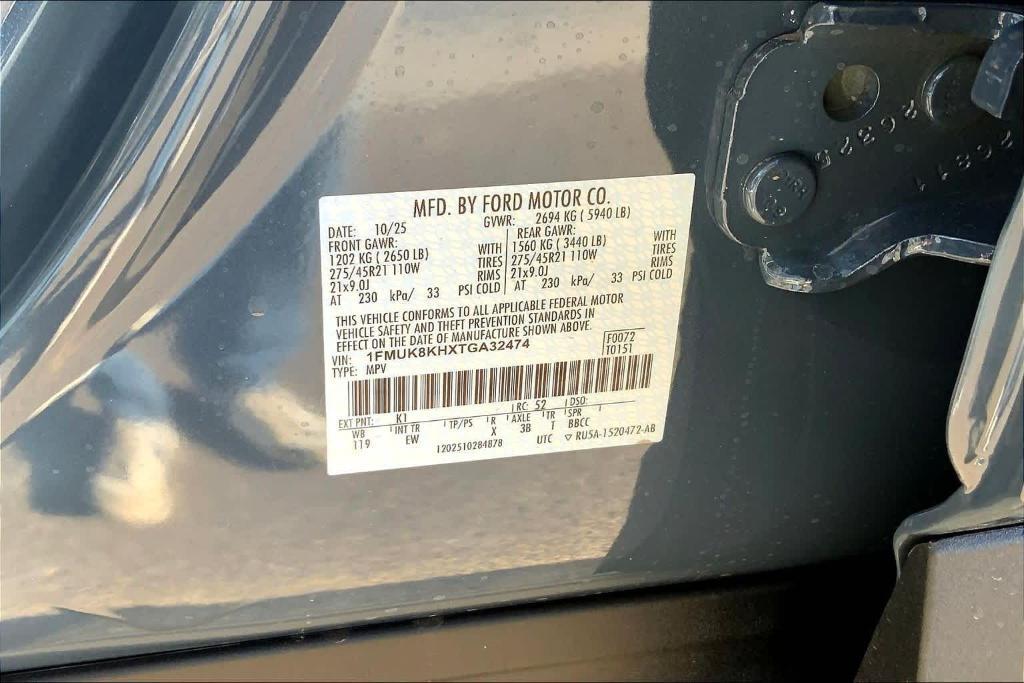 MFD. BY FORD MOTOR CO.
DATE: 10/25 GVWR: 2694 KG ( 5940 LB)
FRONT GAWR: REAR GAWR:
1202 KG ( 2650 LB) WITH 1560 KG ( 3440 LB) WITH
275/45R21 110W TIRES 275/45R21 110W TIRES
21x9.0J RIMS 21x9.0J RIMS
AT 230 kPa/ 33 PSI COLD AT 230 kPa/ 33 PSI COLD
THIS VEHICLE CONFORMS TO ALL APPLICABLE FEDERAL MOTOR
VEHICLE SAFETY AND THEFT PREVENTION STANDARDS IN
EFFECT ON THE DATE OF MANUFACTURE SHOWN ABOVE.
VIN: 1FMUK8KHXTGA32474 F0072
TYPE: MPV T0151
EXT PNT: K1 RC: 52 DSO:
WB INT TR TP/PS R AXLE TR SPR
119 EW X 3B T BBCC
1202510284878 UTC ▽ RU5A-1520472-AB
26325
26811